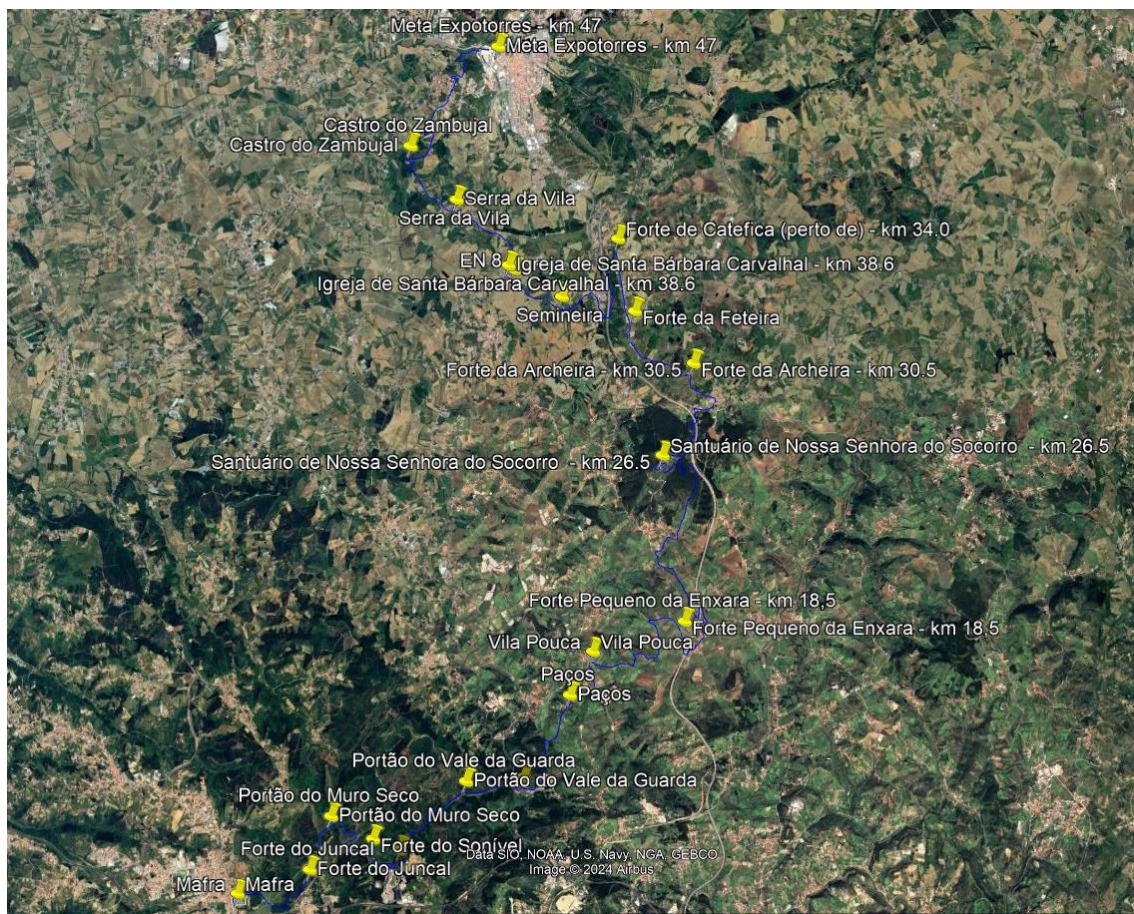 Meta Expotorres - km 47
Meta Expotorres - km 47
Castro do Zambujal
Castro do Zambujal
Serra da Vila
Serra da Vila
Forte de Catefica (perto de) - km 34.0
EN 8
Igreja de Santa Bárbara Carvalhal - km 38.6
Igreja de Santa Bárbara Carvalhal - km 38.6
Semineira
Forte da Feteira
Forte da Archeira - km 30.5
Forte da Archeira - km 30.5
Santuário de Nossa Senhora do Socorro - km 26.5
Santuário de Nossa Senhora do Socorro - km 26.5
Forte Pequeno da Enxara - km 18,5
Forte Pequeno da Enxara - km 18,5
Vila Pouca
Vila Pouca
Paços
Paços
Portão do Vale da Guarda
Portão do Vale da Guarda
Portão do Muro Seco
Portão do Muro Seco
Forte do Sonível
Forte do Juncal
Forte do Juncal
Data SIO, NOAA, U.S. Navy, NGA, GEBCO
Image © 2024 Airbus
Mafra
Mafra